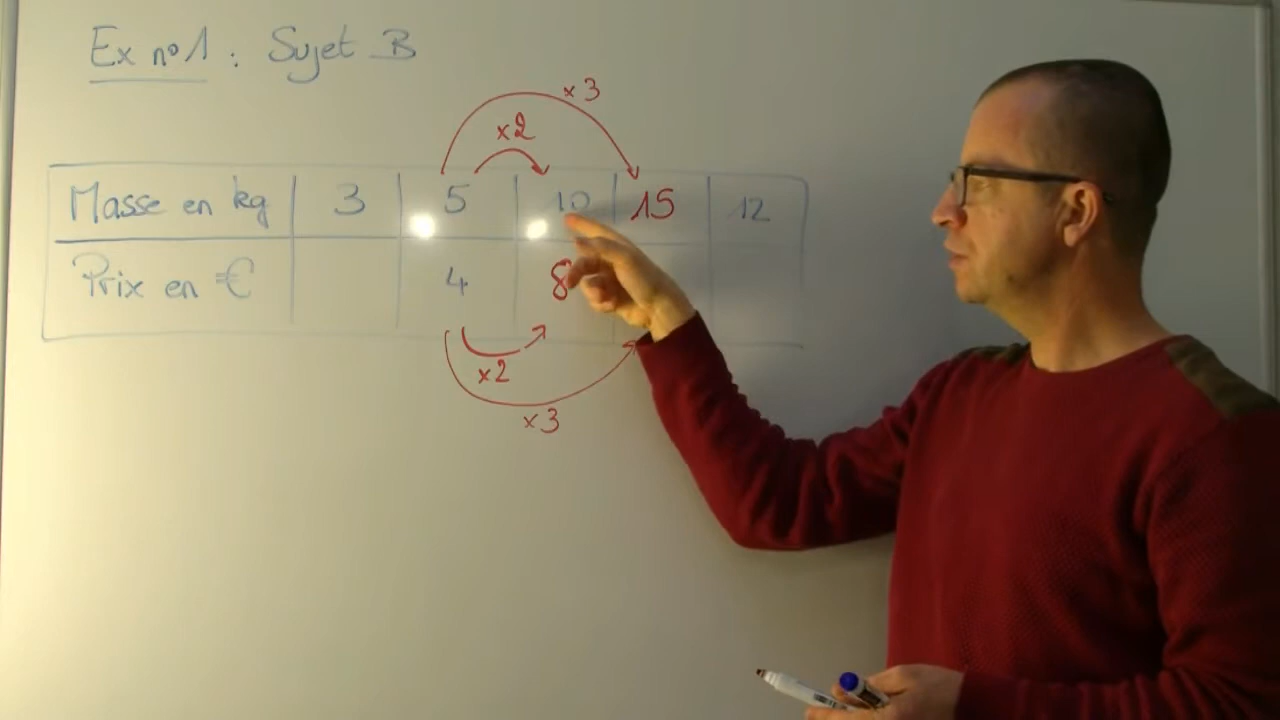 Ex n°1 : Sujet B
×3
×2
Masse en kg 3 5 10 15 12
Prix en € 4 8
×2
×3